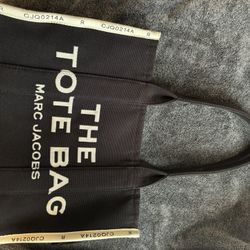 R CJQ0214A R
THE
TOTE BAG
MARC JACOBS
R CJQ0214A R